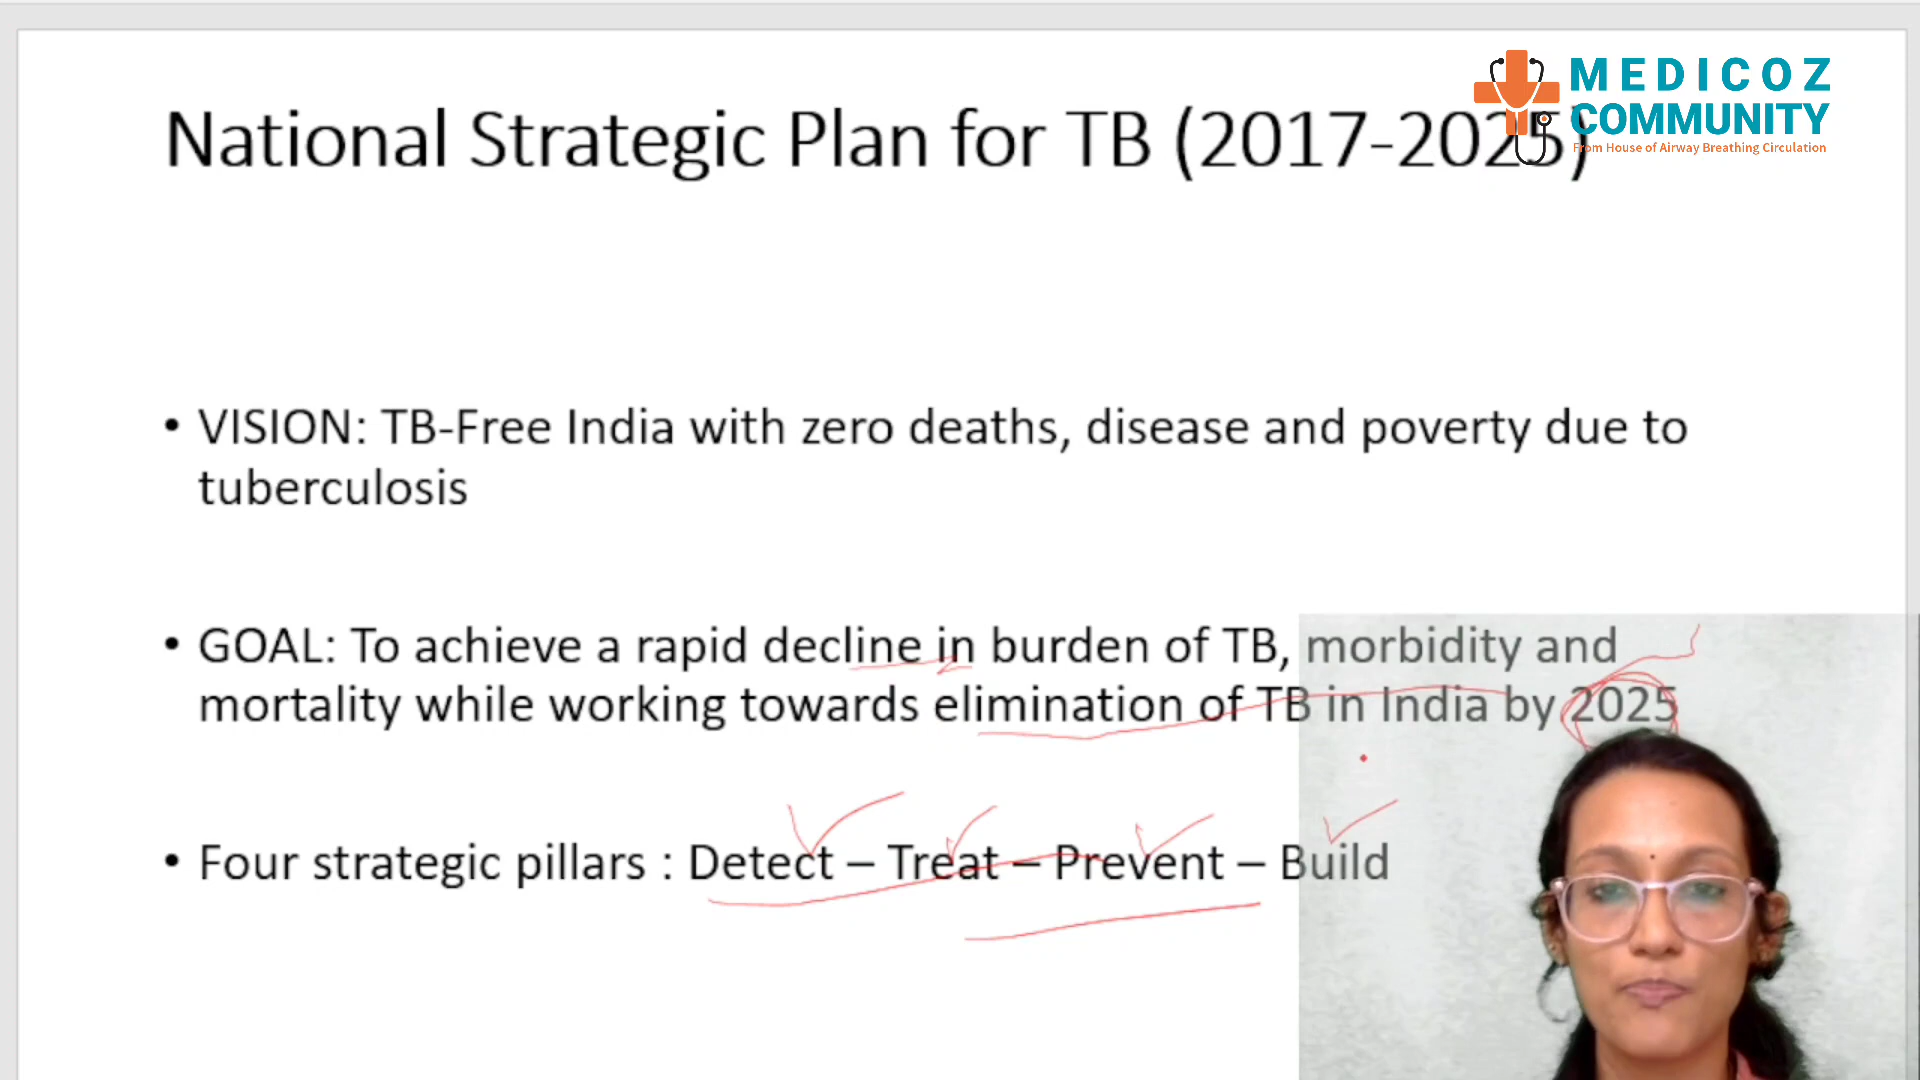 MEDICOZ
COMMUNITY
From House of Airway Breathing Circulation
National Strategic Plan for TB (2017-2025)
• VISION: TB-Free India with zero deaths, disease and poverty due to
tuberculosis
• GOAL: To achieve a rapid decline in burden of TB, morbidity and
mortality while working towards elimination of TB in India by 2025
• Four strategic pillars : Detect – Treat – Prevent – Build